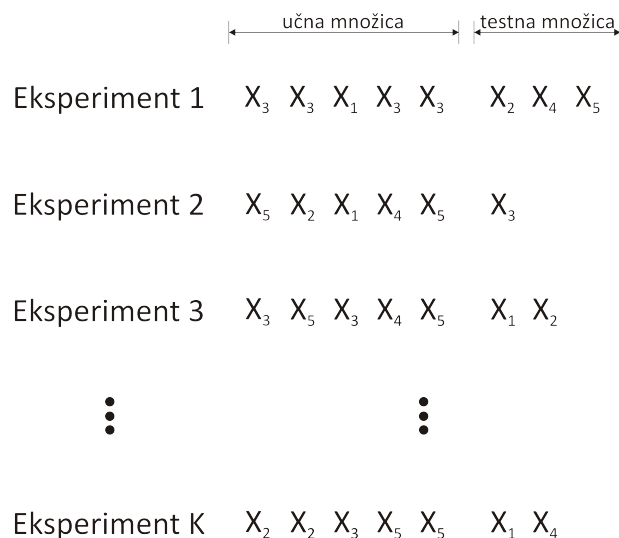 učna množica testna množica
Eksperiment 1 X₃ X₃ X₁ X₃ X₃ X₂ X₄ X₅
Eksperiment 2 X₅ X₂ X₁ X₄ X₅ X₃
Eksperiment 3 X₃ X₅ X₃ X₄ X₅ X₁ X₂
Eksperiment K X₂ X₂ X₃ X₅ X₅ X₁ X₄